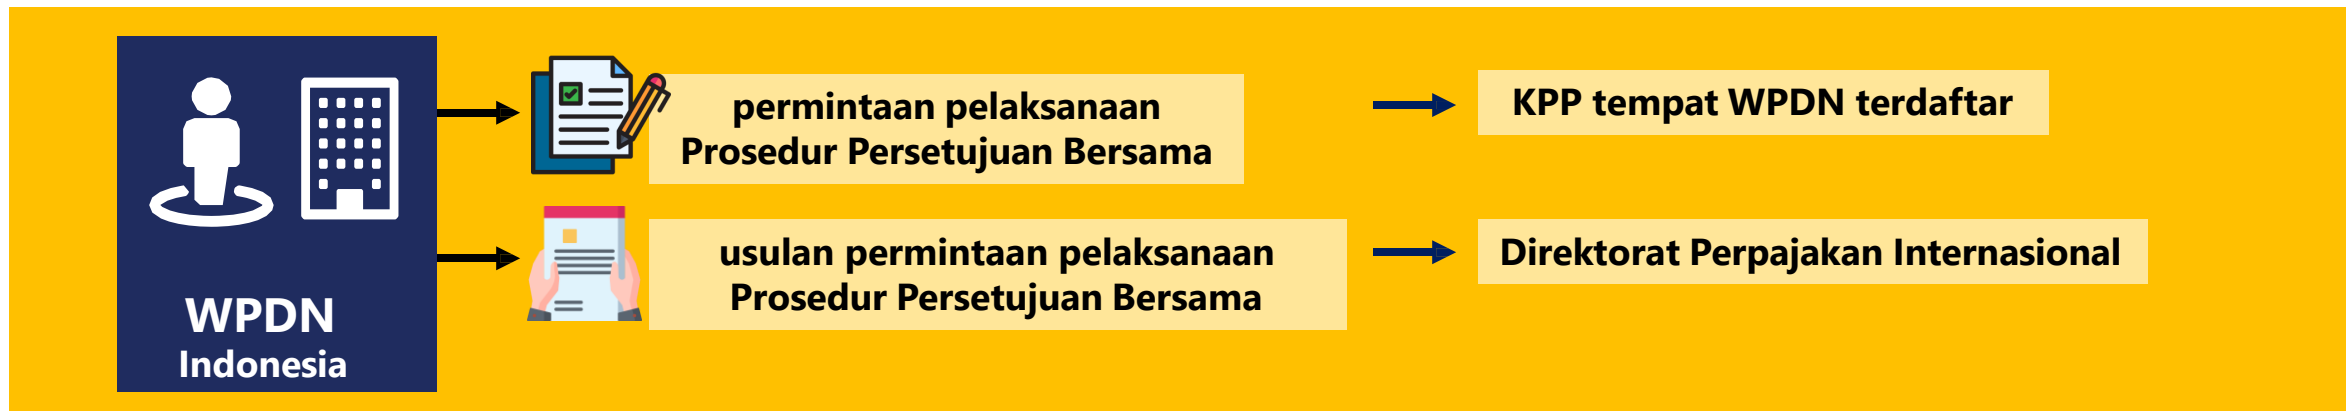 WPDN
Indonesia
permintaan pelaksanaan
Prosedur Persetujuan Bersama
KPP tempat WPDN terdaftar
usulan permintaan pelaksanaan
Prosedur Persetujuan Bersama
Direktorat Perpajakan Internasional